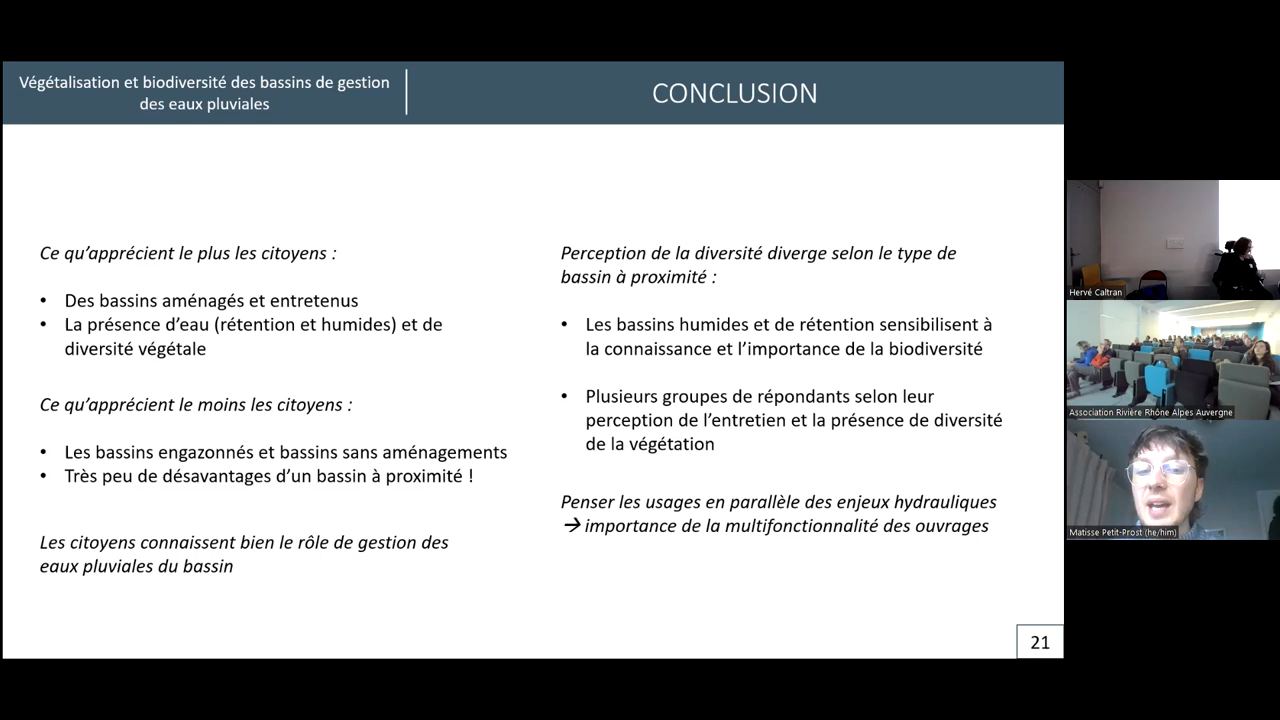 Végétalisation et biodiversité des bassins de gestion
des eaux pluviales
CONCLUSION
Ce qu’apprécient le plus les citoyens :
• Des bassins aménagés et entretenus
• La présence d’eau (rétention et humides) et de
diversité végétale
Ce qu’apprécient le moins les citoyens :
• Les bassins engazonnés et bassins sans aménagements
• Très peu de désavantages d’un bassin à proximité !
Les citoyens connaissent bien le rôle de gestion des
eaux pluviales du bassin
Perception de la diversité diverge selon le type de
bassin à proximité :
• Les bassins humides et de rétention sensibilisent à
la connaissance et l’importance de la biodiversité
• Plusieurs groupes de répondants selon leur
perception de l’entretien et la présence de diversité
de la végétation
Penser les usages en parallèle des enjeux hydrauliques
→ importance de la multifonctionnalité des ouvrages
21
Hervé Caltran
Association Rivière Rhône Alpes Auvergne
Matisse Petit-Prost (he/him)